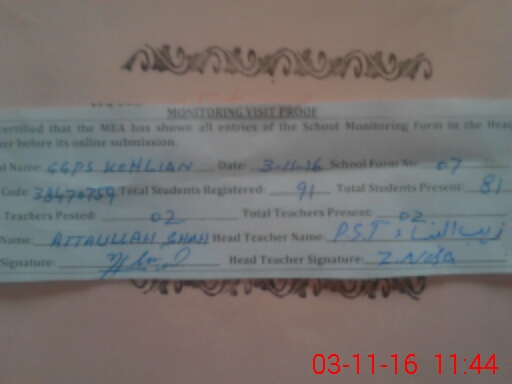 MONITORING VISIT PROOF
certified that the MEA has shown all entries of the School Monitoring Form to the Head
er before its online submission.
ol Name: GGPS KOHLIAN Date: 3-11-16 School Form No: 07
Code: 38470759 Total Students Registered: 91 Total Students Present: 81
Teachers Posted: 02 Total Teachers Present: 02
Name: ATTAULLAH SHAH Head Teacher Name: P.S.T زیب النساء
Signature: Head Teacher Signature: Z.Nisa
03-11-16 11:44